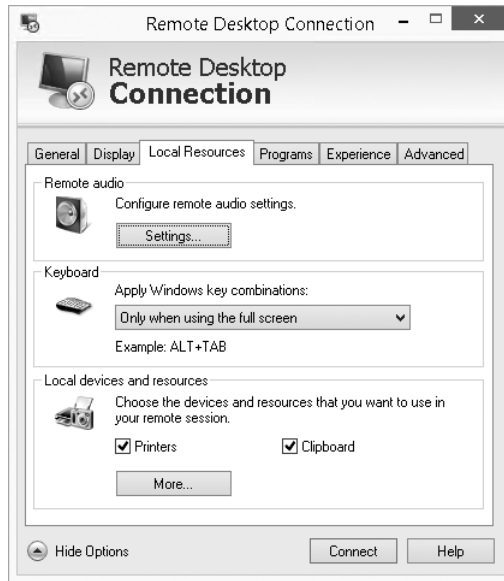 Remote Desktop Connection
Remote Desktop
Connection
General Display Local Resources Programs Experience Advanced
Remote audio
Configure remote audio settings.
Settings...
Keyboard
Apply Windows key combinations:
Only when using the full screen
Example: ALT+TAB
Local devices and resources
Choose the devices and resources that you want to use in
your remote session.
Printers Clipboard
More...
Hide Options Connect Help